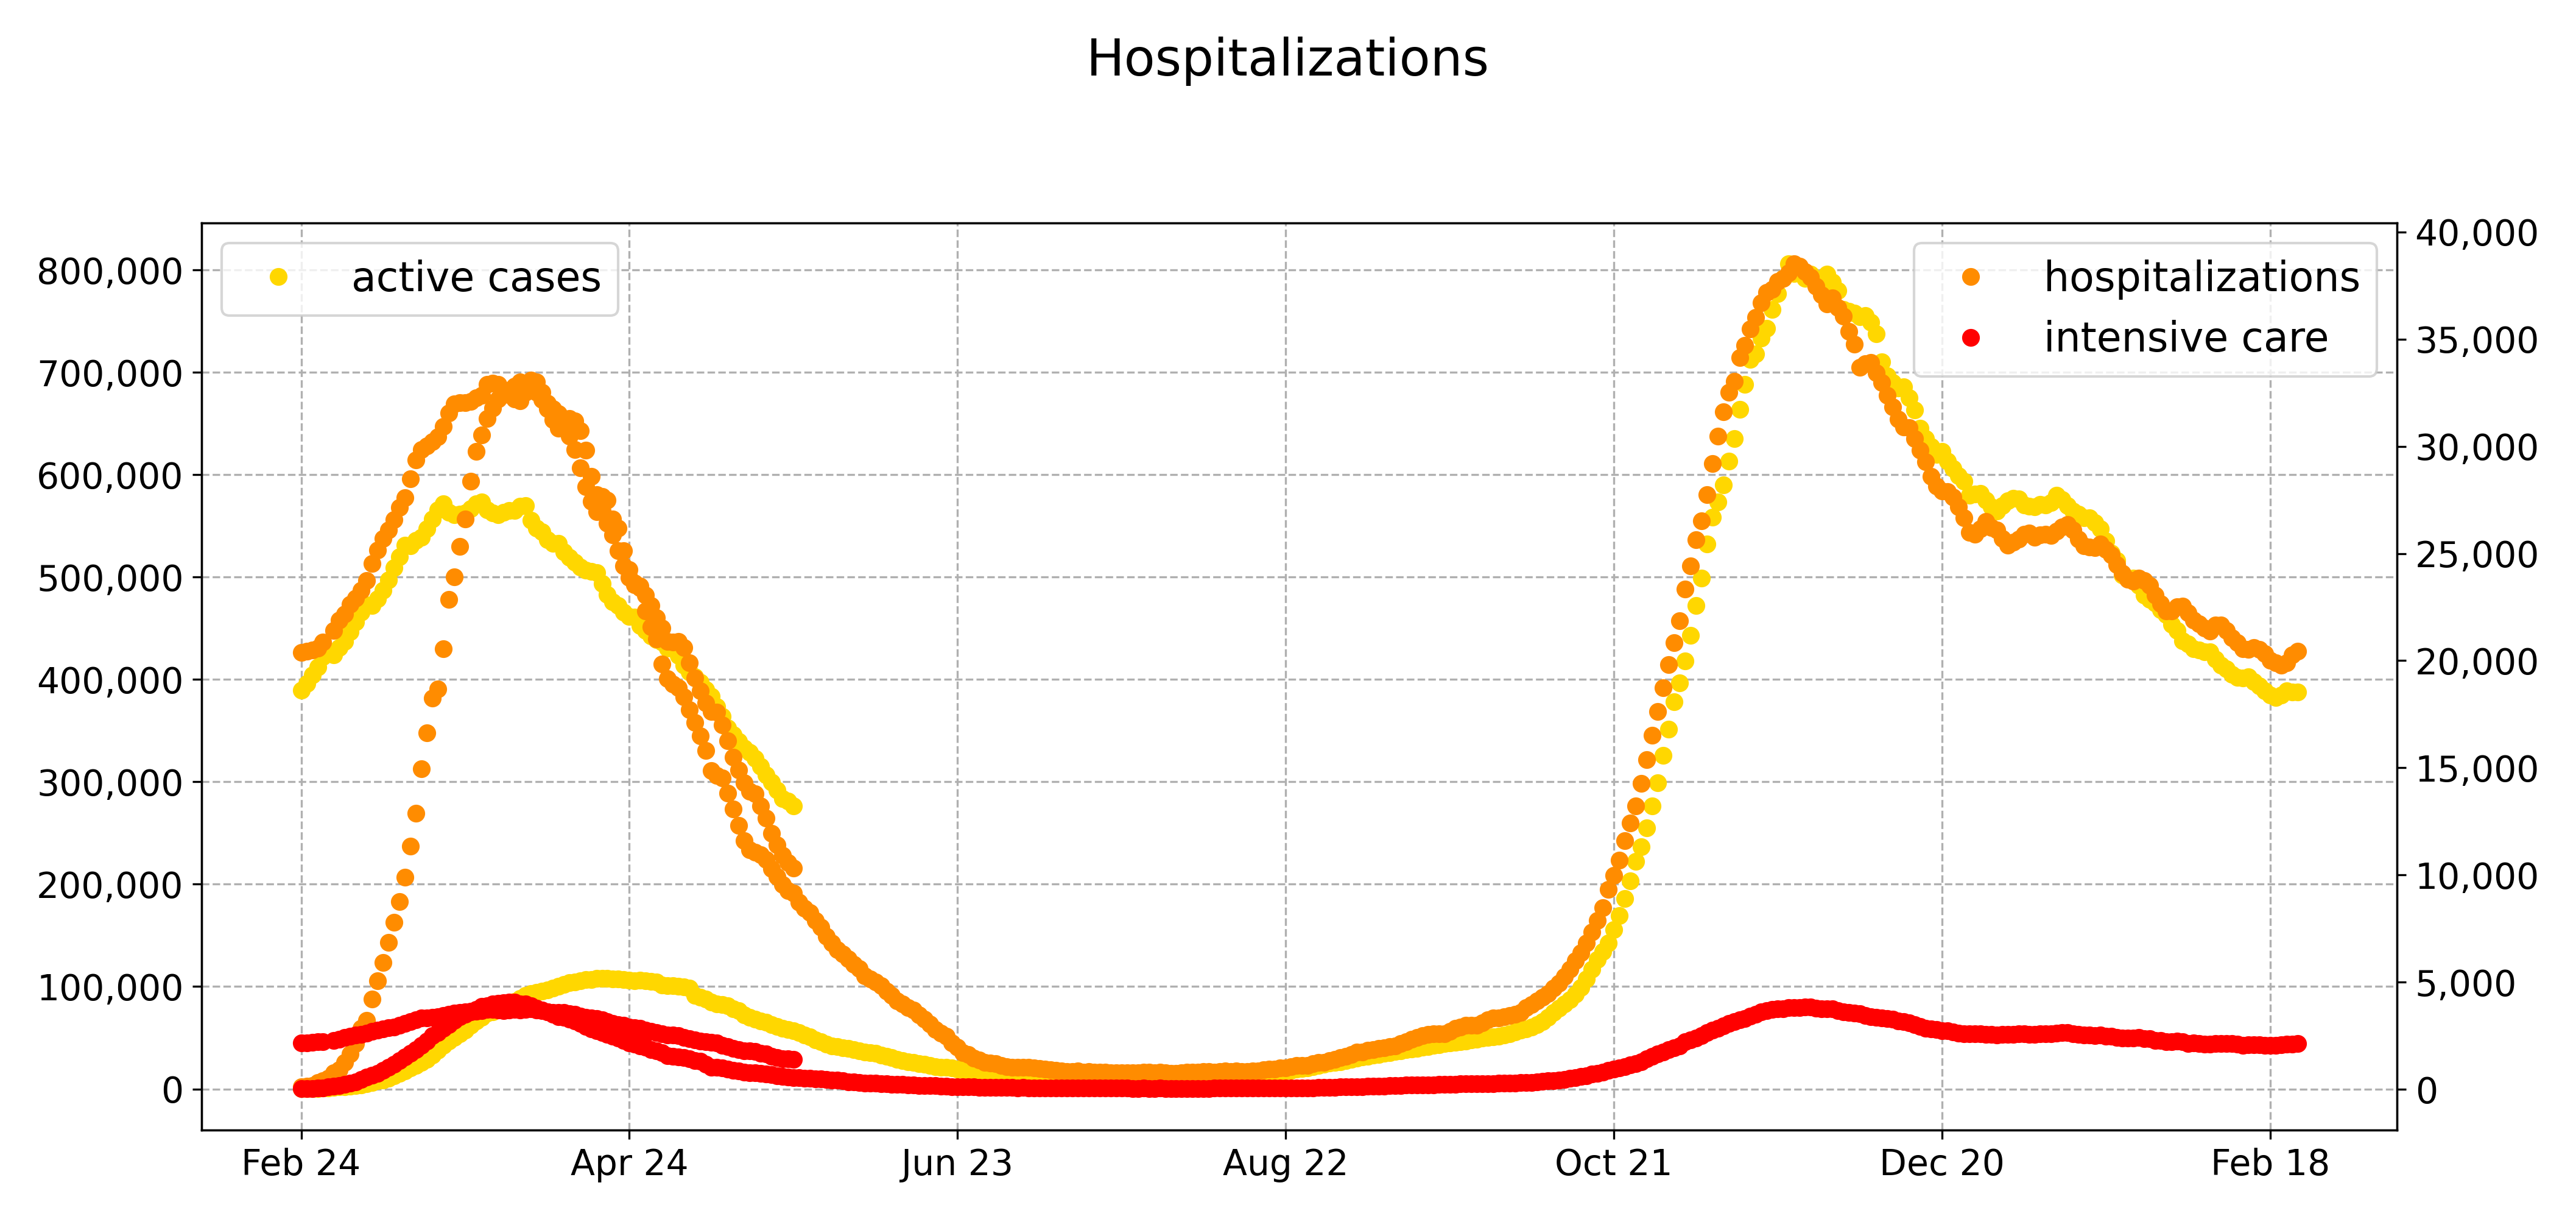 Hospitalizations
active cases
hospitalizations
intensive care
800,000
700,000
600,000
500,000
400,000
300,000
200,000
100,000
0
40,000
35,000
30,000
25,000
20,000
15,000
10,000
5,000
0
Feb 24
Apr 24
Jun 23
Aug 22
Oct 21
Dec 20
Feb 18